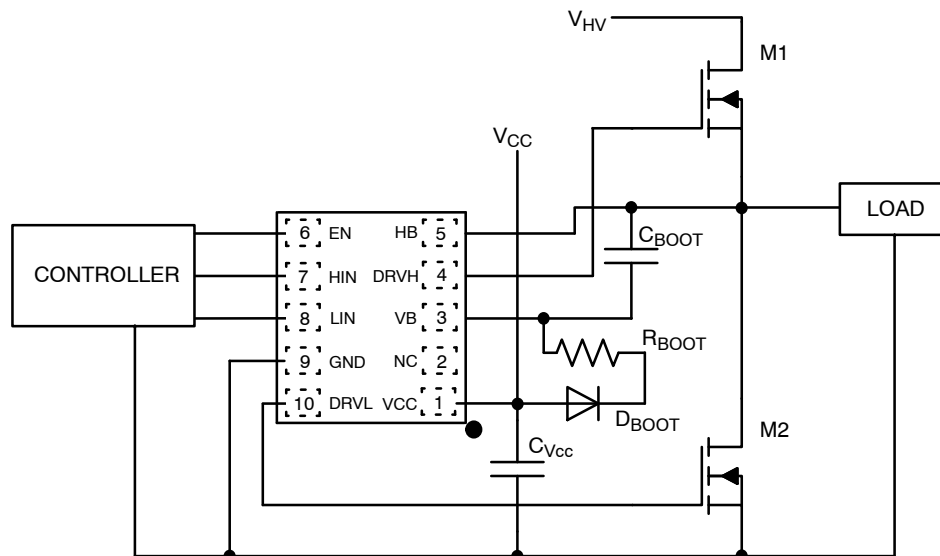 V_HV
M1
V_CC
6 EN HB 5
C_BOOT
LOAD
CONTROLLER
7 HIN DRVH 4
8 LIN VB 3
R_BOOT
9 GND NC 2
10 DRVL VCC 1
D_BOOT
C_Vcc
M2